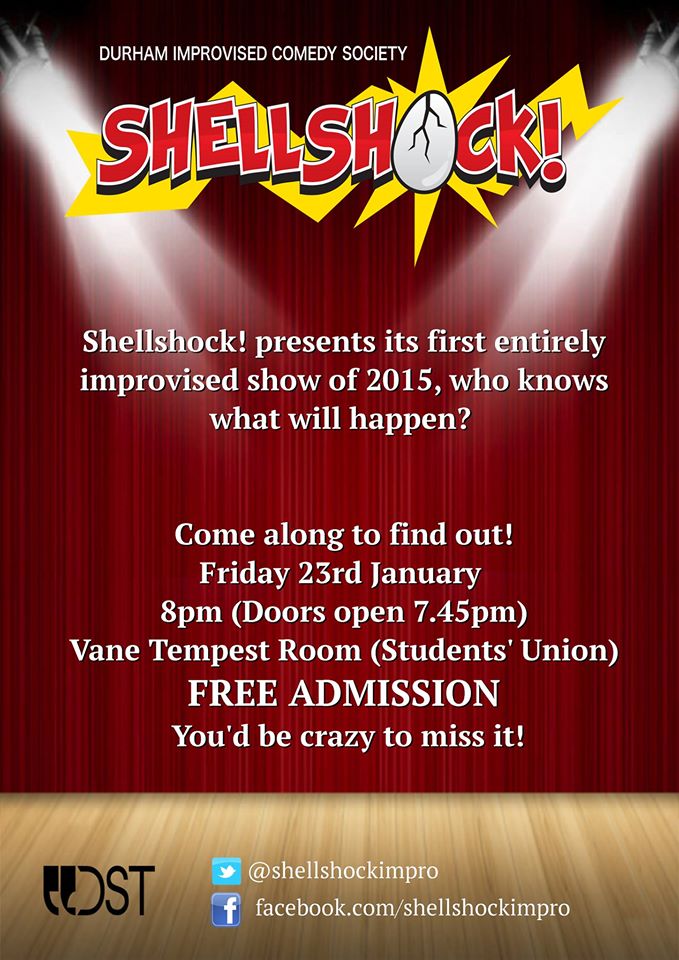 DURHAM IMPROVISED COMEDY SOCIETY
SHELLSHOCK!
Shellshock! presents its first entirely
improvised show of 2015, who knows
what will happen?
Come along to find out!
Friday 23rd January
8pm (Doors open 7.45pm)
Vane Tempest Room (Students' Union)
FREE ADMISSION
You'd be crazy to miss it!
DST
@shellshockimpro
facebook.com/shellshockimpro